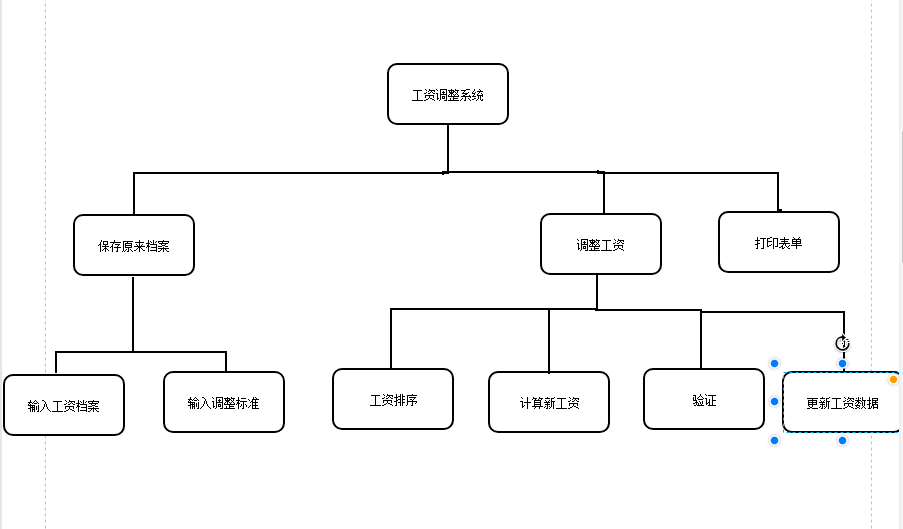 工资调整系统
保存原来档案
调整工资
打印表单
输入工资档案
输入调整标准
工资排序
计算新工资
验证
更新工资数据